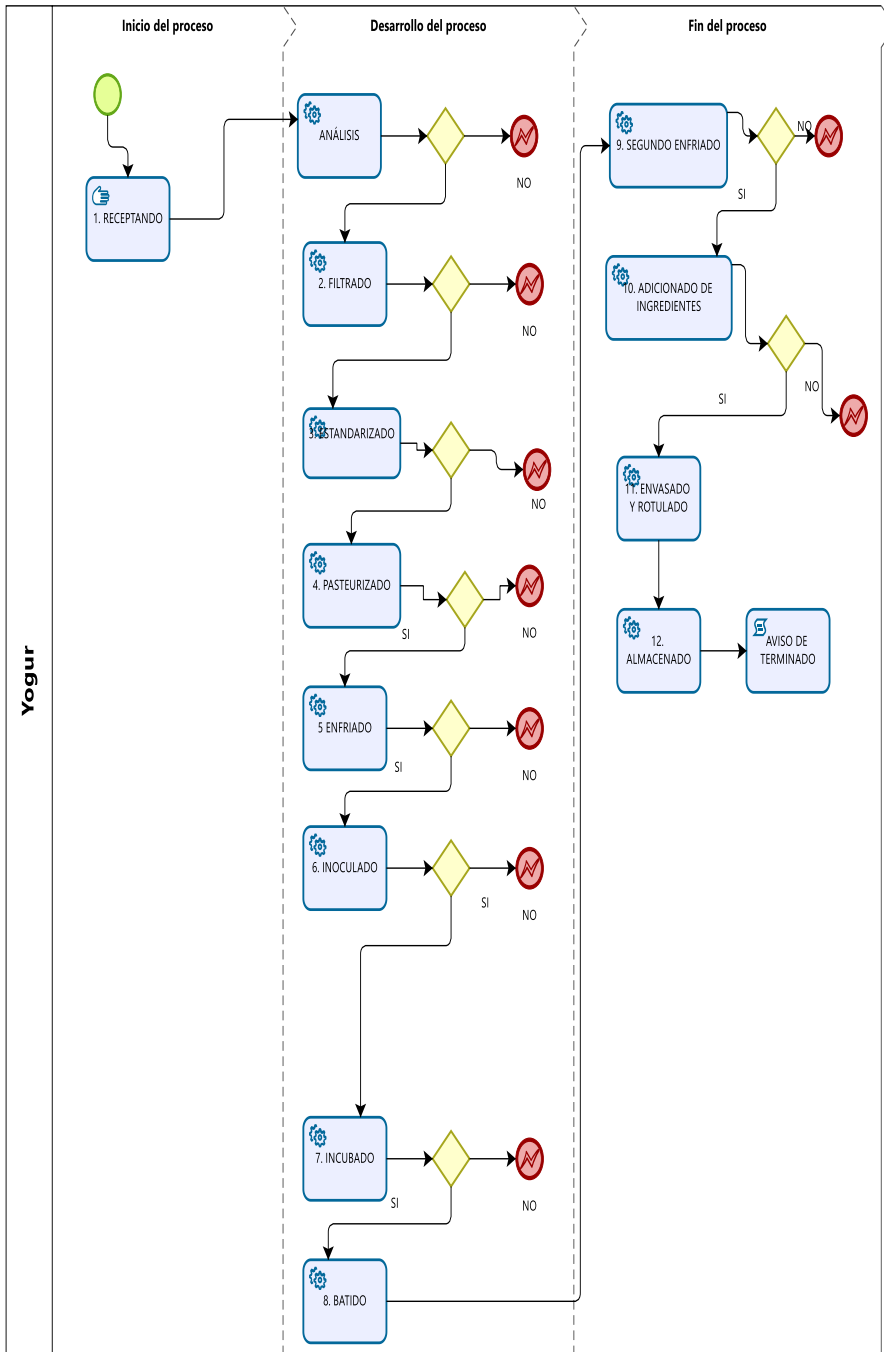 Yogur
Inicio del proceso
Desarrollo del proceso
Fin del proceso
1. RECEPTANDO
ANÁLISIS
NO
2. FILTRADO
NO
3. ESTANDARIZADO
NO
4. PASTEURIZADO
SI
NO
5 ENFRIADO
SI
NO
6. INOCULADO
SI
NO
7. INCUBADO
SI
NO
8. BATIDO
9. SEGUNDO ENFRIADO
NO
SI
10. ADICIONADO DE
INGREDIENTES
NO
SI
11. ENVASADO
Y ROTULADO
12.
ALMACENADO
AVISO DE
TERMINADO